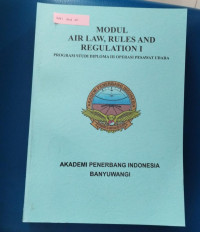 MODUL
AIR LAW, RULES AND
REGULATION I
PROGRAM STUDI DIPLOMA III OPERASI PESAWAT UDARA
AKADEMI PENERBANG INDONESIA
BANYUWANGI